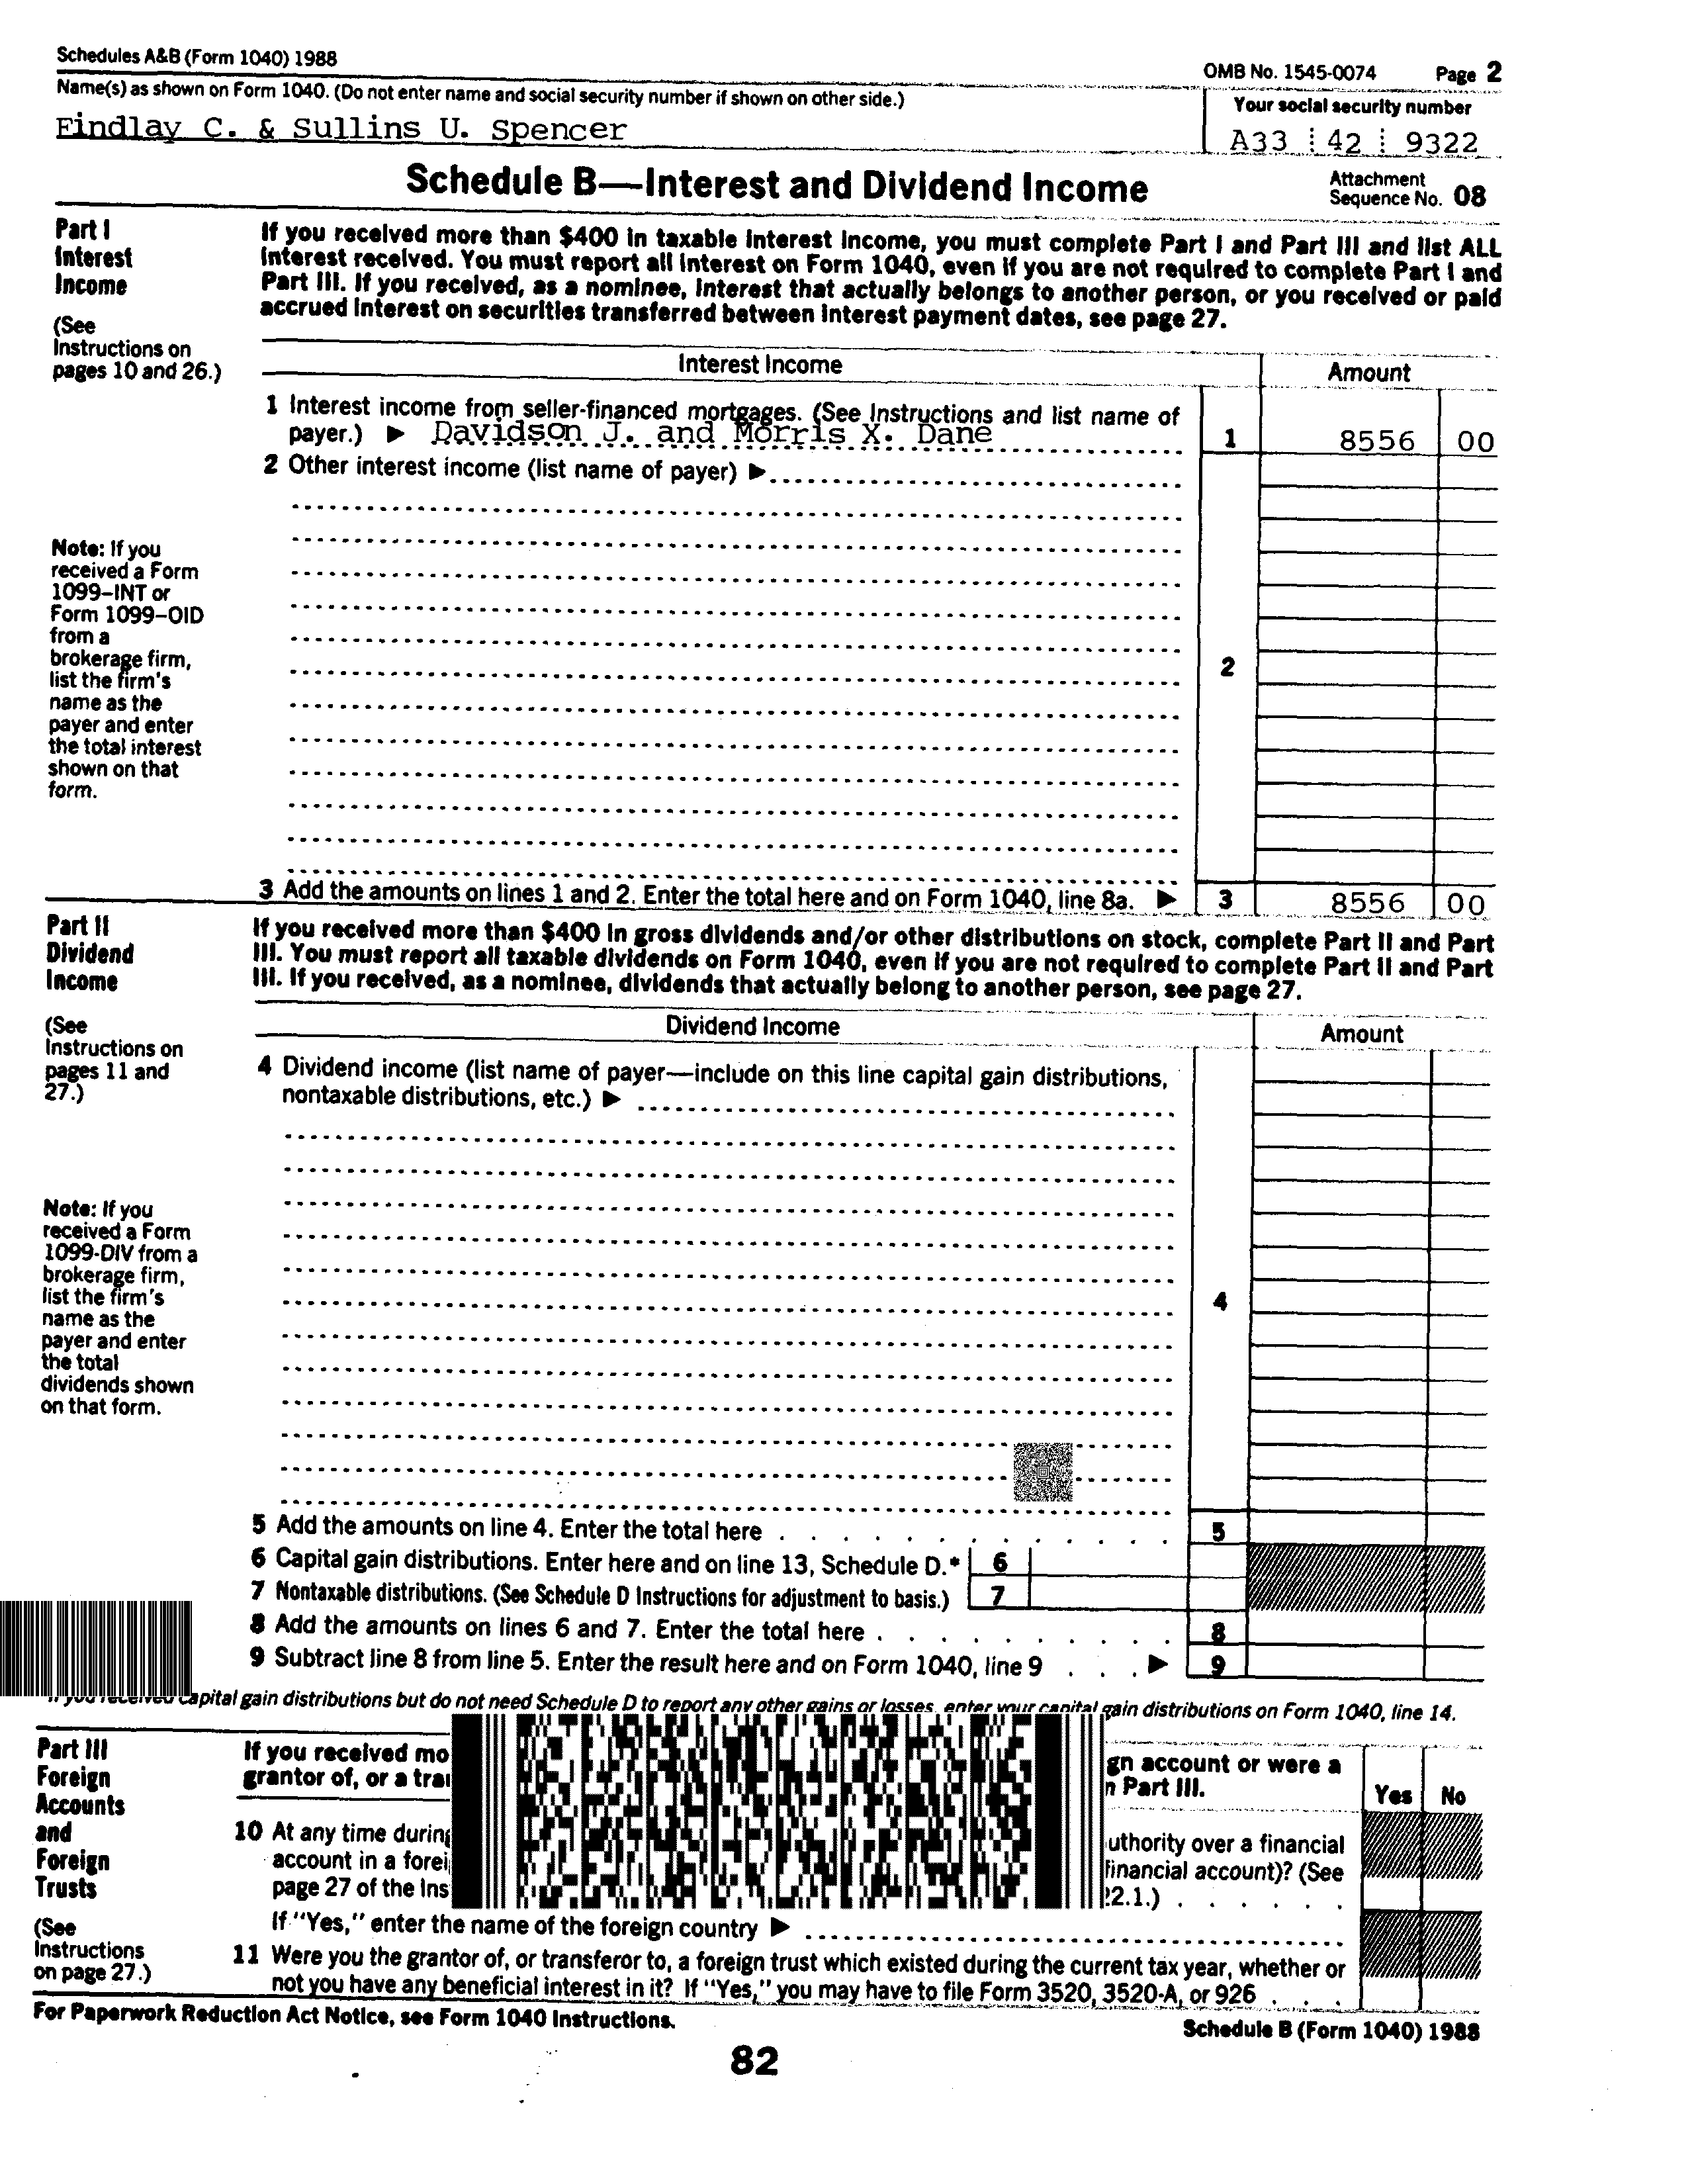 Schedules A&B (Form 1040) 1988
OMB No. 1545-0074 Page 2
Name(s) as shown on Form 1040. (Do not enter name and social security number if shown on other side.)
Your social security number
Findlay C. & Sullins U. Spencer
A33 42 9322
Schedule B—Interest and Dividend Income
Attachment
Sequence No. 08
Part I
Interest
Income
(See
Instructions on
pages 10 and 26.)
If you received more than $400 in taxable interest income, you must complete Part I and Part III and list ALL
interest received. You must report all interest on Form 1040, even if you are not required to complete Part I and
Part III. If you received, as a nominee, interest that actually belongs to another person, or you received or paid
accrued interest on securities transferred between interest payment dates, see page 27.
Interest Income
Amount
1 Interest income from seller-financed mortgages. (See Instructions and list name of
payer.) ▶ Davidson J. and Morris X. Dane
1 8556 00
2 Other interest income (list name of payer) ▶
Note: If you
received a Form
1099–INT or
Form 1099–OID
from a
brokerage firm,
list the firm's
name as the
payer and enter
the total interest
shown on that
form.
2
3 Add the amounts on lines 1 and 2. Enter the total here and on Form 1040, line 8a. ▶ 3 8556 00
Part II
Dividend
Income
(See
Instructions on
pages 11 and
27.)
If you received more than $400 in gross dividends and/or other distributions on stock, complete Part II and Part
III. You must report all taxable dividends on Form 1040, even if you are not required to complete Part II and Part
III. If you received, as a nominee, dividends that actually belong to another person, see page 27.
Dividend Income
Amount
4 Dividend income (list name of payer—include on this line capital gain distributions,
nontaxable distributions, etc.) ▶
Note: If you
received a Form
1099-DIV from a
brokerage firm,
list the firm's
name as the
payer and enter
the total
dividends shown
on that form.
4
5 Add the amounts on line 4. Enter the total here . . . . . . . . . . . . 5
6 Capital gain distributions. Enter here and on line 13, Schedule D.* 6
7 Nontaxable distributions. (See Schedule D Instructions for adjustment to basis.) 7
8 Add the amounts on lines 6 and 7. Enter the total here . . . . . . . . . . 8
9 Subtract line 8 from line 5. Enter the result here and on Form 1040, line 9 . . . ▶ 9
you received capital gain distributions but do not need Schedule D to report any other gains or losses, enter your capital gain distributions on Form 1040, line 14.
Part III
Foreign
Accounts
and
Foreign
Trusts
(See
Instructions
on page 27.)
If you received
gn account or were a
grantor of, or a
n Part III.
Yes No
10 At any time
uthority over a financial
account in a
financial account)? (See
page 27 of the
22.1.) . . . . . .
If "Yes," enter the name of the foreign country ▶
11 Were you the grantor of, or transferor to, a foreign trust which existed during the current tax year, whether or
not you have any beneficial interest in it? If "Yes," you may have to file Form 3520, 3520-A, or 926 . . .
For Paperwork Reduction Act Notice, see Form 1040 Instructions.
Schedule B (Form 1040) 1988
82